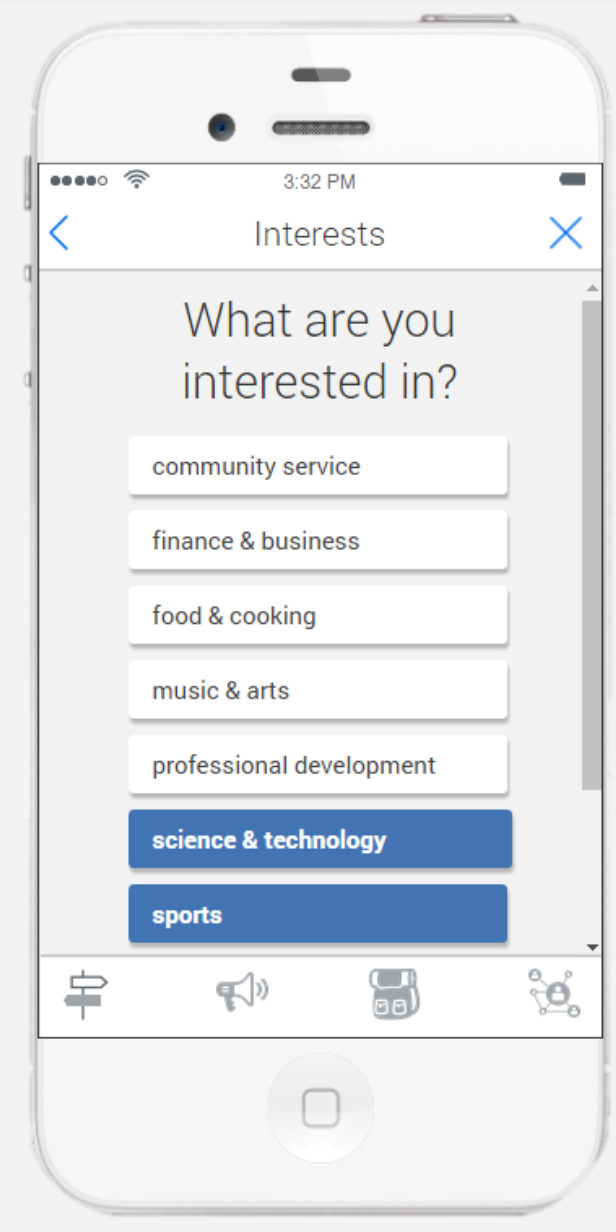 3:32 PM
Interests
What are you
interested in?
community service
finance & business
food & cooking
music & arts
professional development
science & technology
sports